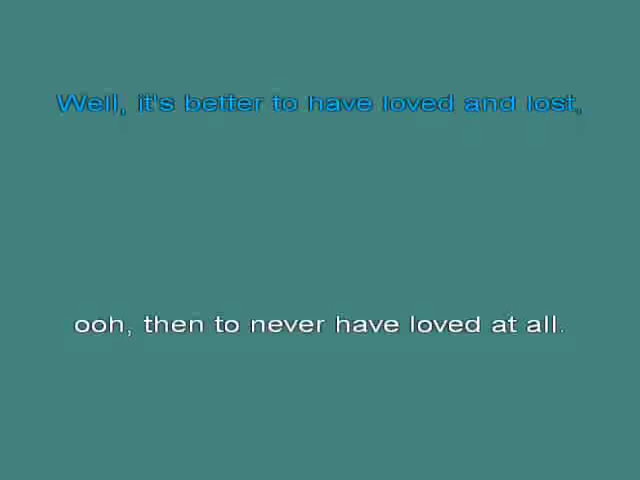 Well, it's better to have loved and lost,
ooh, then to never have loved at all.